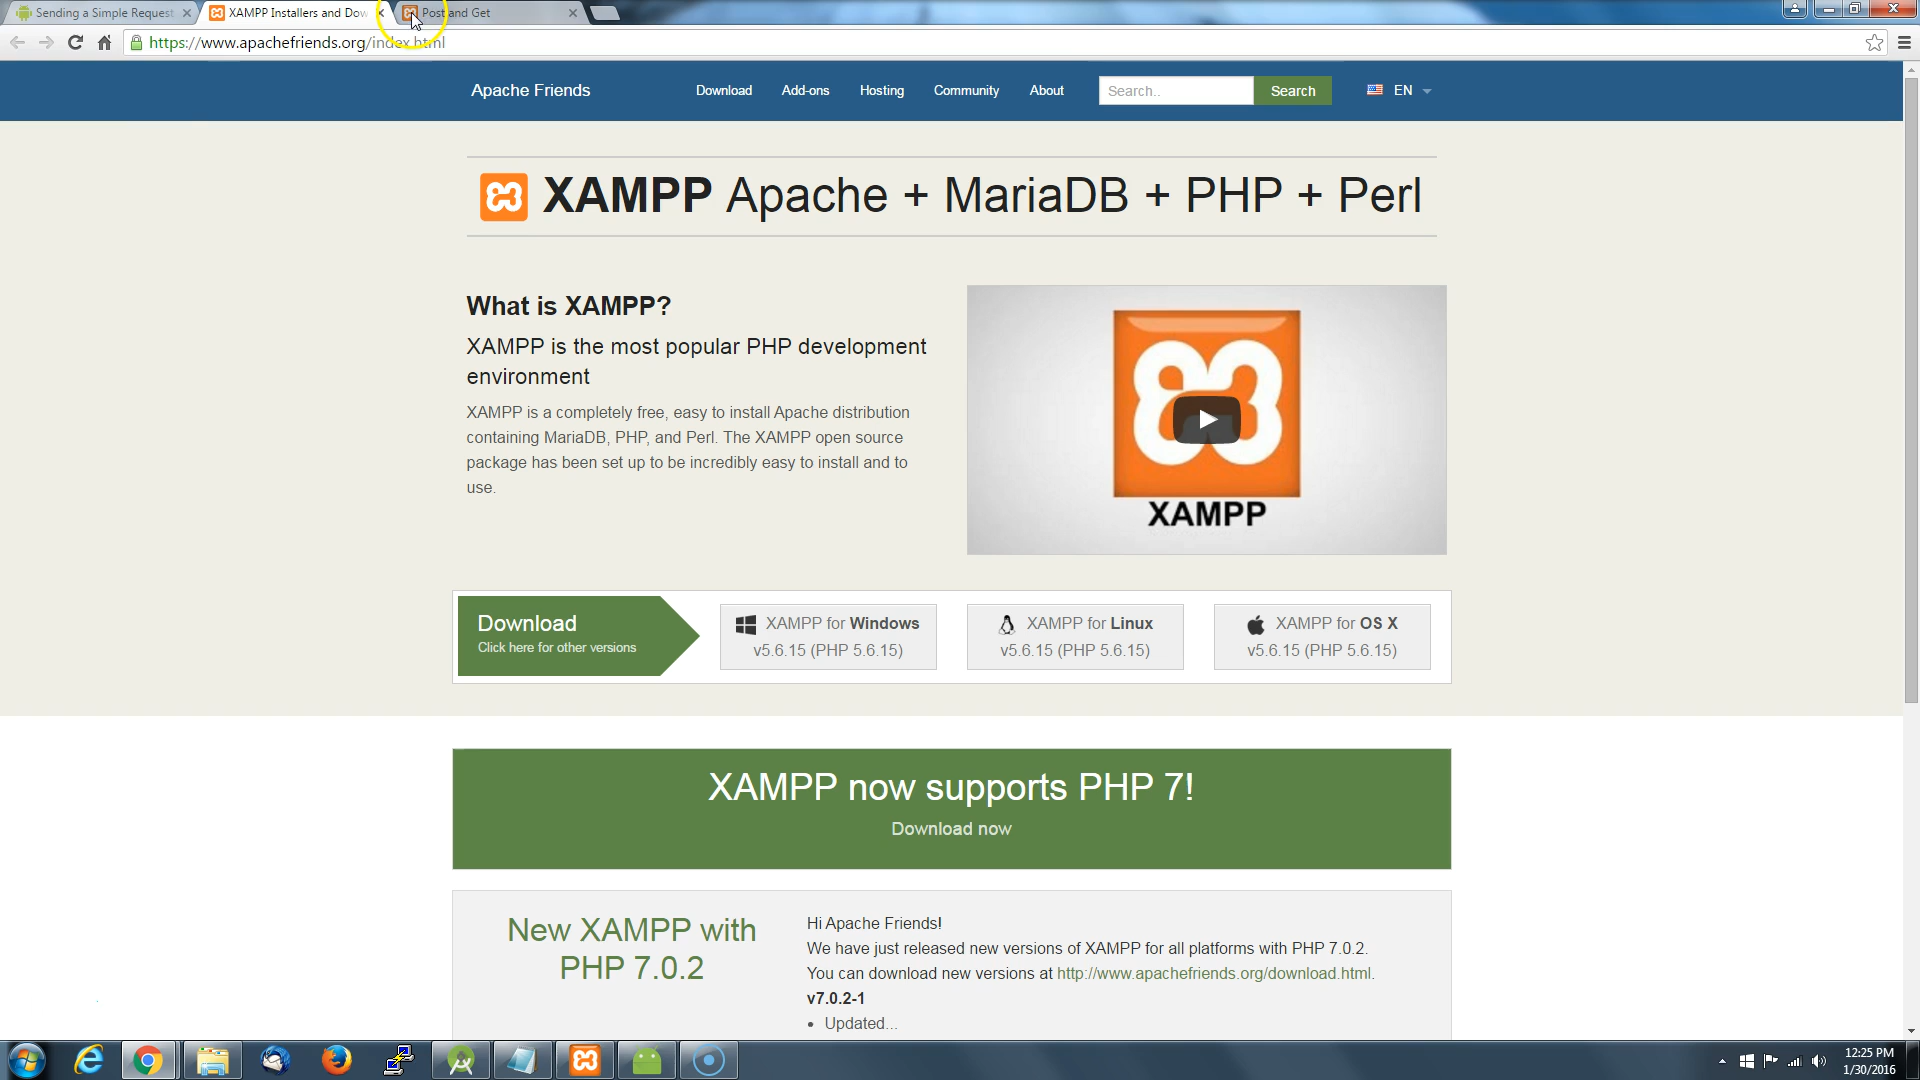 Sending a Simple Request
XAMPP Installers and Dow
Post and Get
https://www.apachefriends.org/index.html
Apache Friends
Download
Add-ons
Hosting
Community
About
Search..
Search
EN
XAMPP Apache + MariaDB + PHP + Perl
What is XAMPP?
XAMPP is the most popular PHP development
environment
XAMPP is a completely free, easy to install Apache distribution
containing MariaDB, PHP, and Perl. The XAMPP open source
package has been set up to be incredibly easy to install and to
use.
XAMPP
Download
Click here for other versions
XAMPP for Windows
v5.6.15 (PHP 5.6.15)
XAMPP for Linux
v5.6.15 (PHP 5.6.15)
XAMPP for OS X
v5.6.15 (PHP 5.6.15)
XAMPP now supports PHP 7!
Download now
New XAMPP with
PHP 7.0.2
Hi Apache Friends!
We have just released new versions of XAMPP for all platforms with PHP 7.0.2.
You can download new versions at http://www.apachefriends.org/download.html.
v7.0.2-1
• Updated...
12:25 PM
1/30/2016